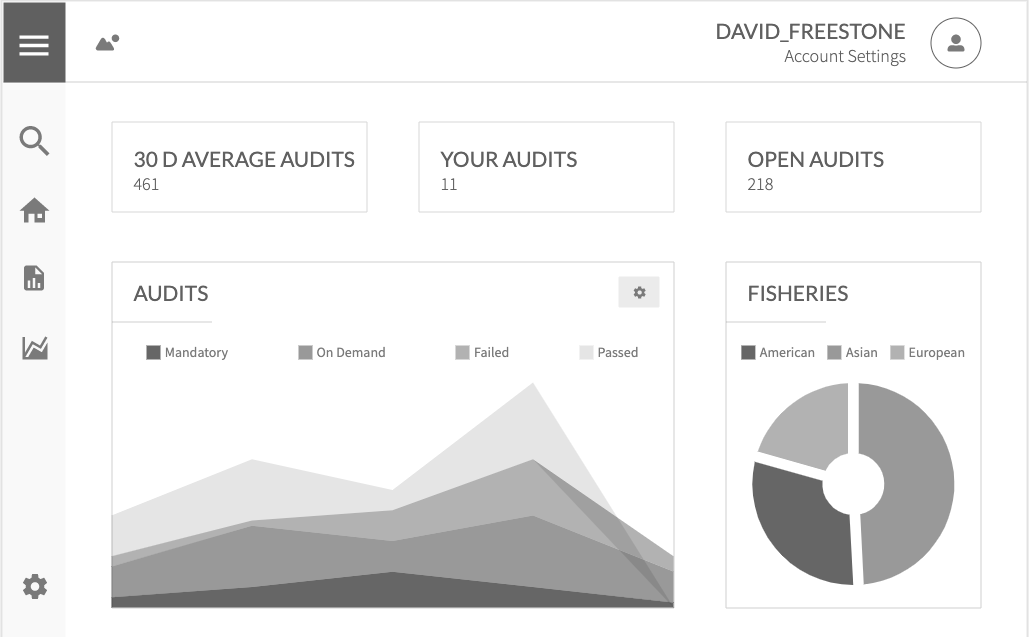 DAVID_FREESTONE
Account Settings
30 D AVERAGE AUDITS
461
YOUR AUDITS
11
OPEN AUDITS
218
AUDITS
Mandatory On Demand Failed Passed
FISHERIES
American Asian European